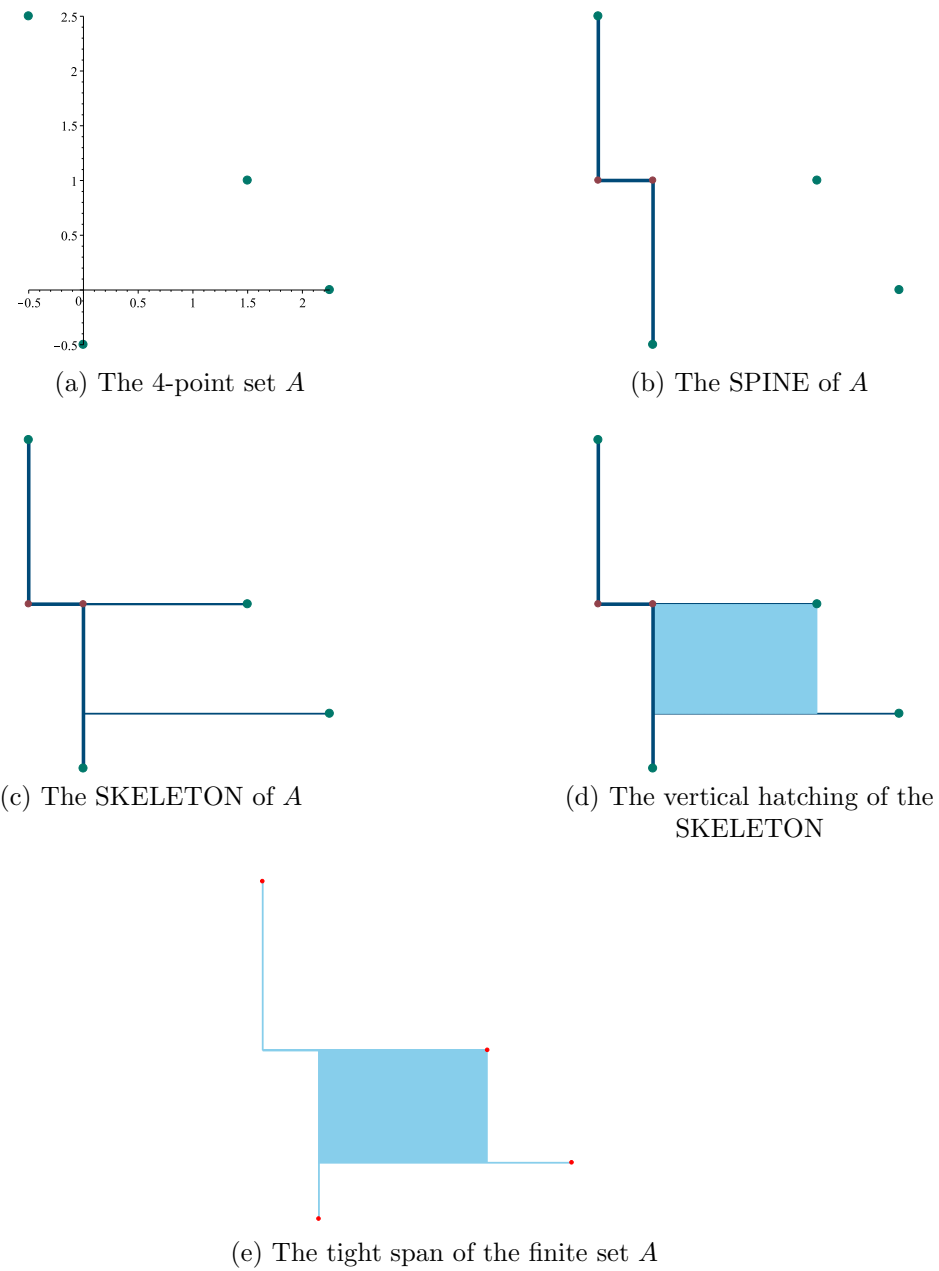 2.5
2
1.5
1
0.5
−0.5 0 0.5 1 1.5 2
−0.5
(a) The 4-point set A
(b) The SPINE of A
(c) The SKELETON of A
(d) The vertical hatching of the
SKELETON
(e) The tight span of the finite set A